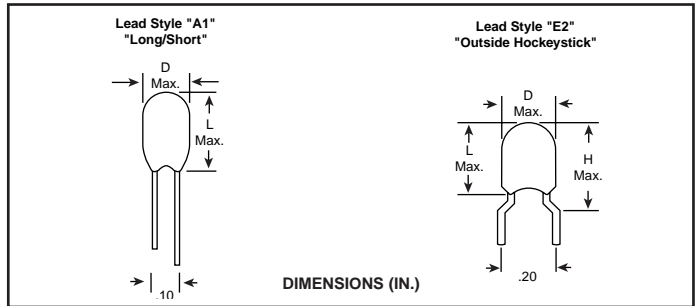 Lead Style "A1"
"Long/Short"
D
Max.
L
Max.
.10
Lead Style "E2"
"Outside Hockeystick"
D
Max.
L
Max.
H
Max.
.20
DIMENSIONS (IN.)